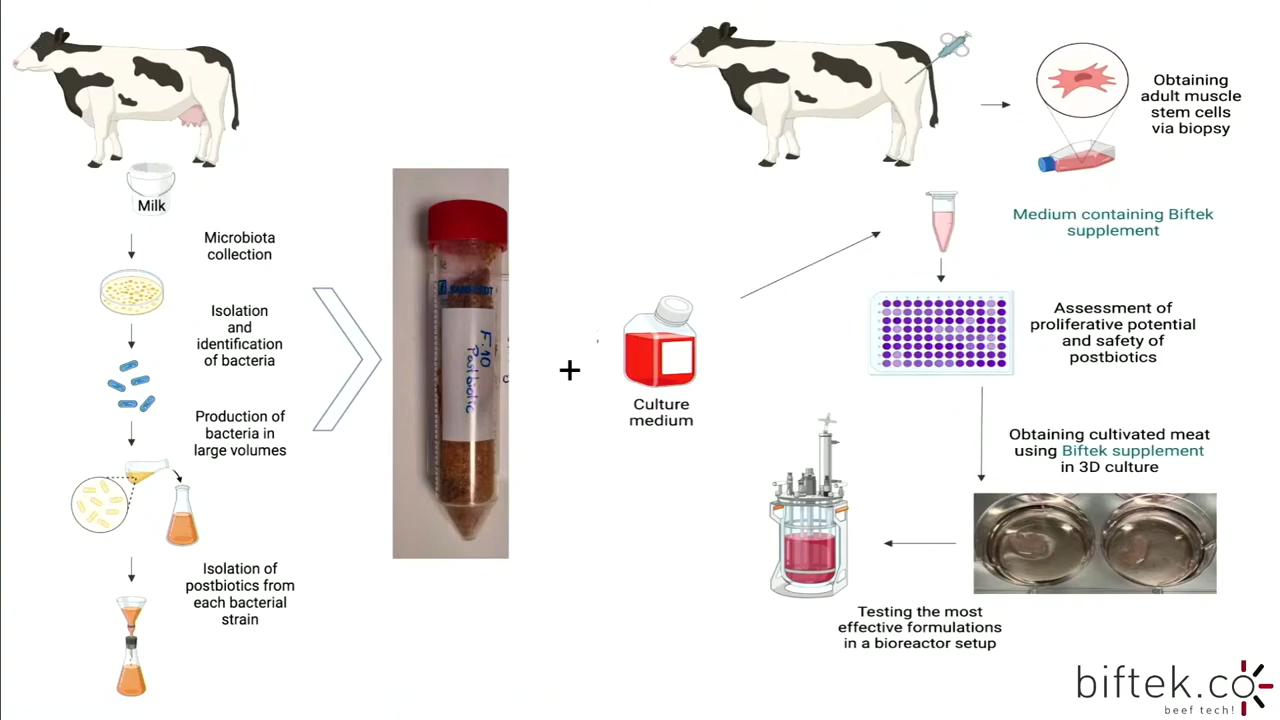 Milk
Microbiota
collection
Isolation
and
identification
of bacteria
Production of
bacteria in
large volumes
Isolation of
postbiotics from
each bacterial
strain
F.10
Postbiotic
+
Culture
medium
Obtaining
adult muscle
stem cells
via biopsy
Medium containing Biftek
supplement
Assessment of
proliferative potential
and safety of
postbiotics
Obtaining cultivated meat
using Biftek supplement
in 3D culture
Testing the most
effective formulations
in a bioreactor setup
biftek.co
beef tech!